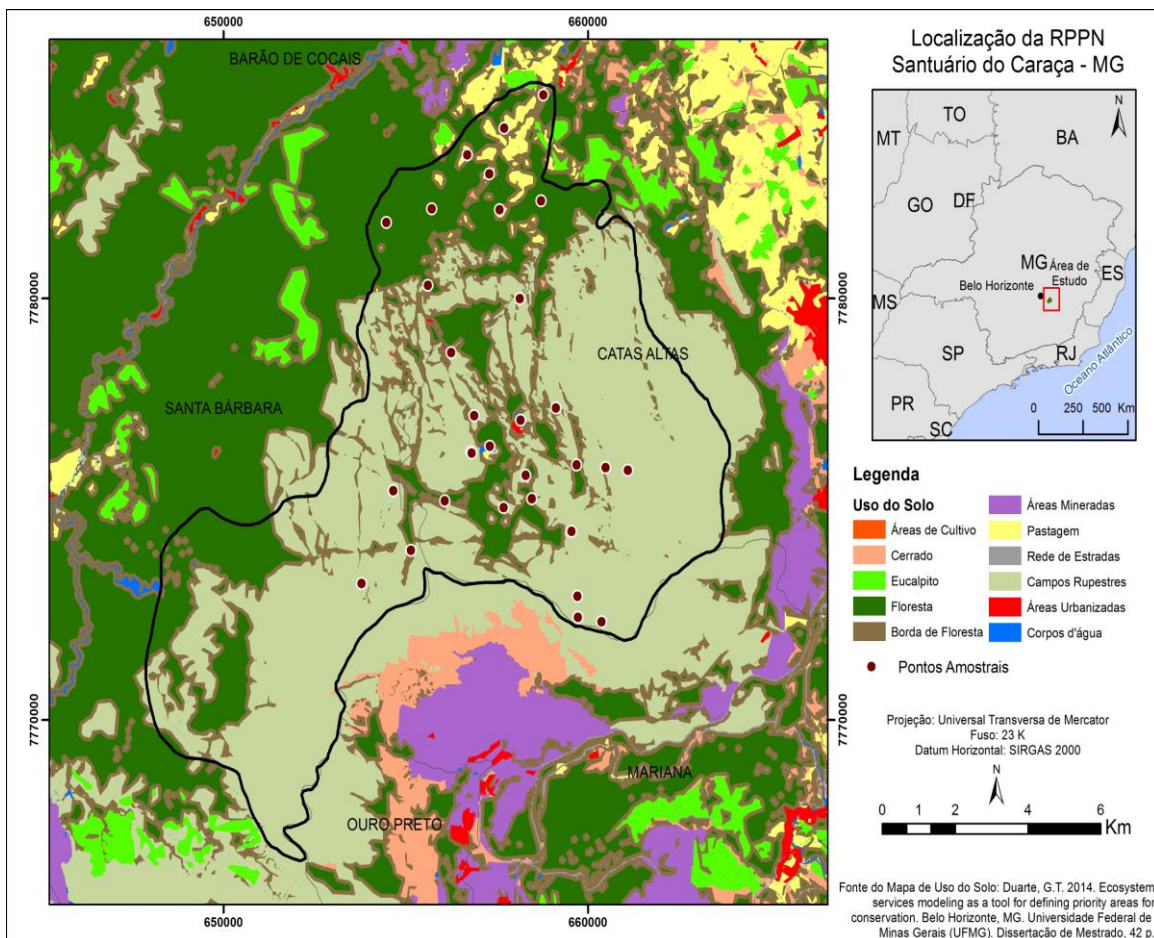 650000
660000
7780000
7770000
BARÃO DE COCAIS
CATAS ALTAS
SANTA BÁRBARA
MARIANA
OURO PRETO
7780000
7770000
650000
660000
Localização da RPPN
Santuário do Caraça - MG
N
TO
MT
BA
GO
DF
MG
Área de
Estudo
ES
Belo Horizonte
MS
SP
RJ
Oceano Atlântico
PR
SC
0 250 500 Km
Legenda
Uso do Solo
Áreas de Cultivo
Cerrado
Eucalpito
Floresta
Borda de Floresta
Áreas Mineradas
Pastagem
Rede de Estradas
Campos Rupestres
Áreas Urbanizadas
Corpos d'água
Pontos Amostrais
Projeção: Universal Transversa de Mercator
Fuso: 23 K
Datum Horizontal: SIRGAS 2000
N
0 1 2 4 6
Km
Fonte do Mapa de Uso do Solo: Duarte, G.T. 2014. Ecosystem
services modeling as a tool for defining priority areas for
conservation. Belo Horizonte, MG. Universidade Federal de
Minas Gerais (UFMG). Dissertação de Mestrado, 42 p.